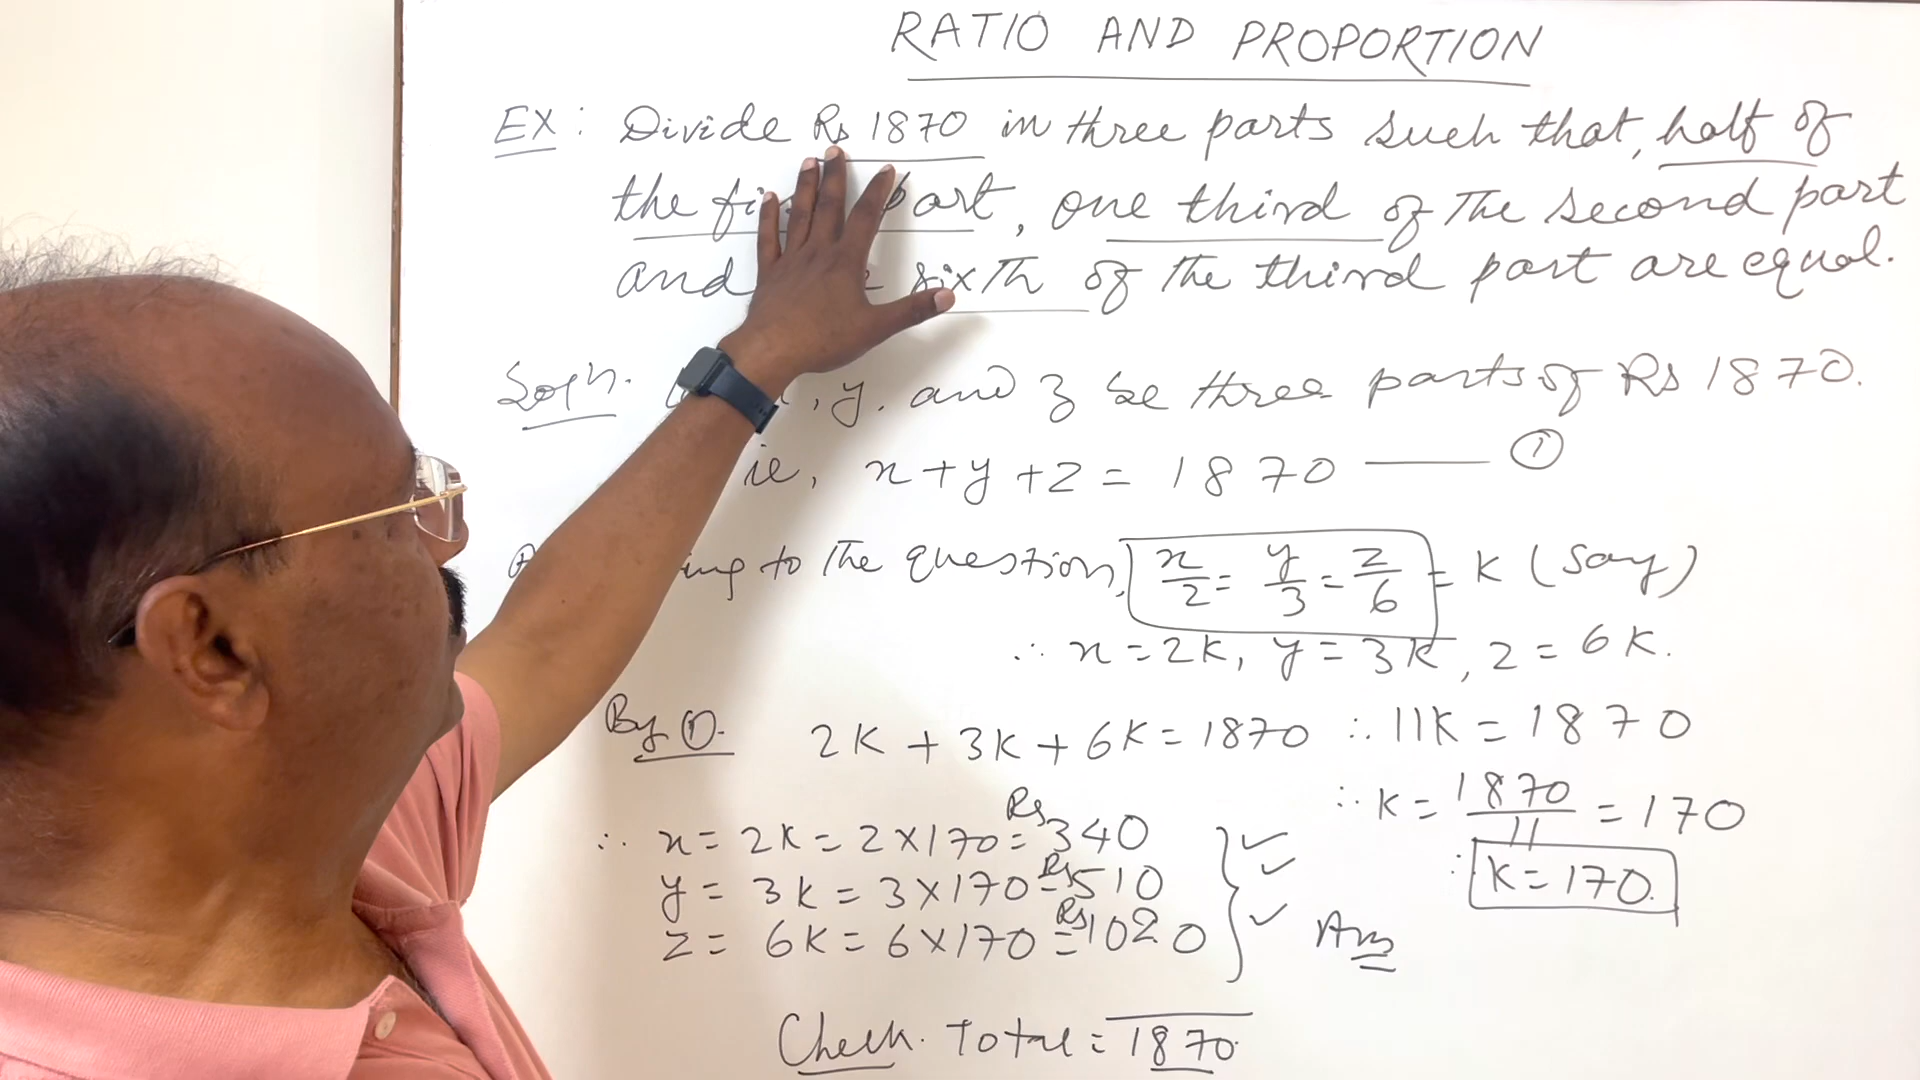 RATIO AND PROPORTION
EX: Divide Rs 1870 in three parts such that, half of
the part, one third of the second part
and sixth of the third part are equal.
Sol'n. , y, and z be three parts of Rs 1870.
ie, x + y + z = 1870 —— ①
to the question, x/2 = y/3 = z/6 = K (say)
∴ x = 2K, y = 3K, z = 6K.
By ①. 2K + 3K + 6K = 1870 ∴ 11K = 1870
∴ K = 1870/11 = 170
∴ x = 2K = 2 × 170 = Rs 340
y = 3K = 3 × 170 = Rs 510
K = 170.
z = 6K = 6 × 170 = Rs 1020
Ans
Check. Total = 1870